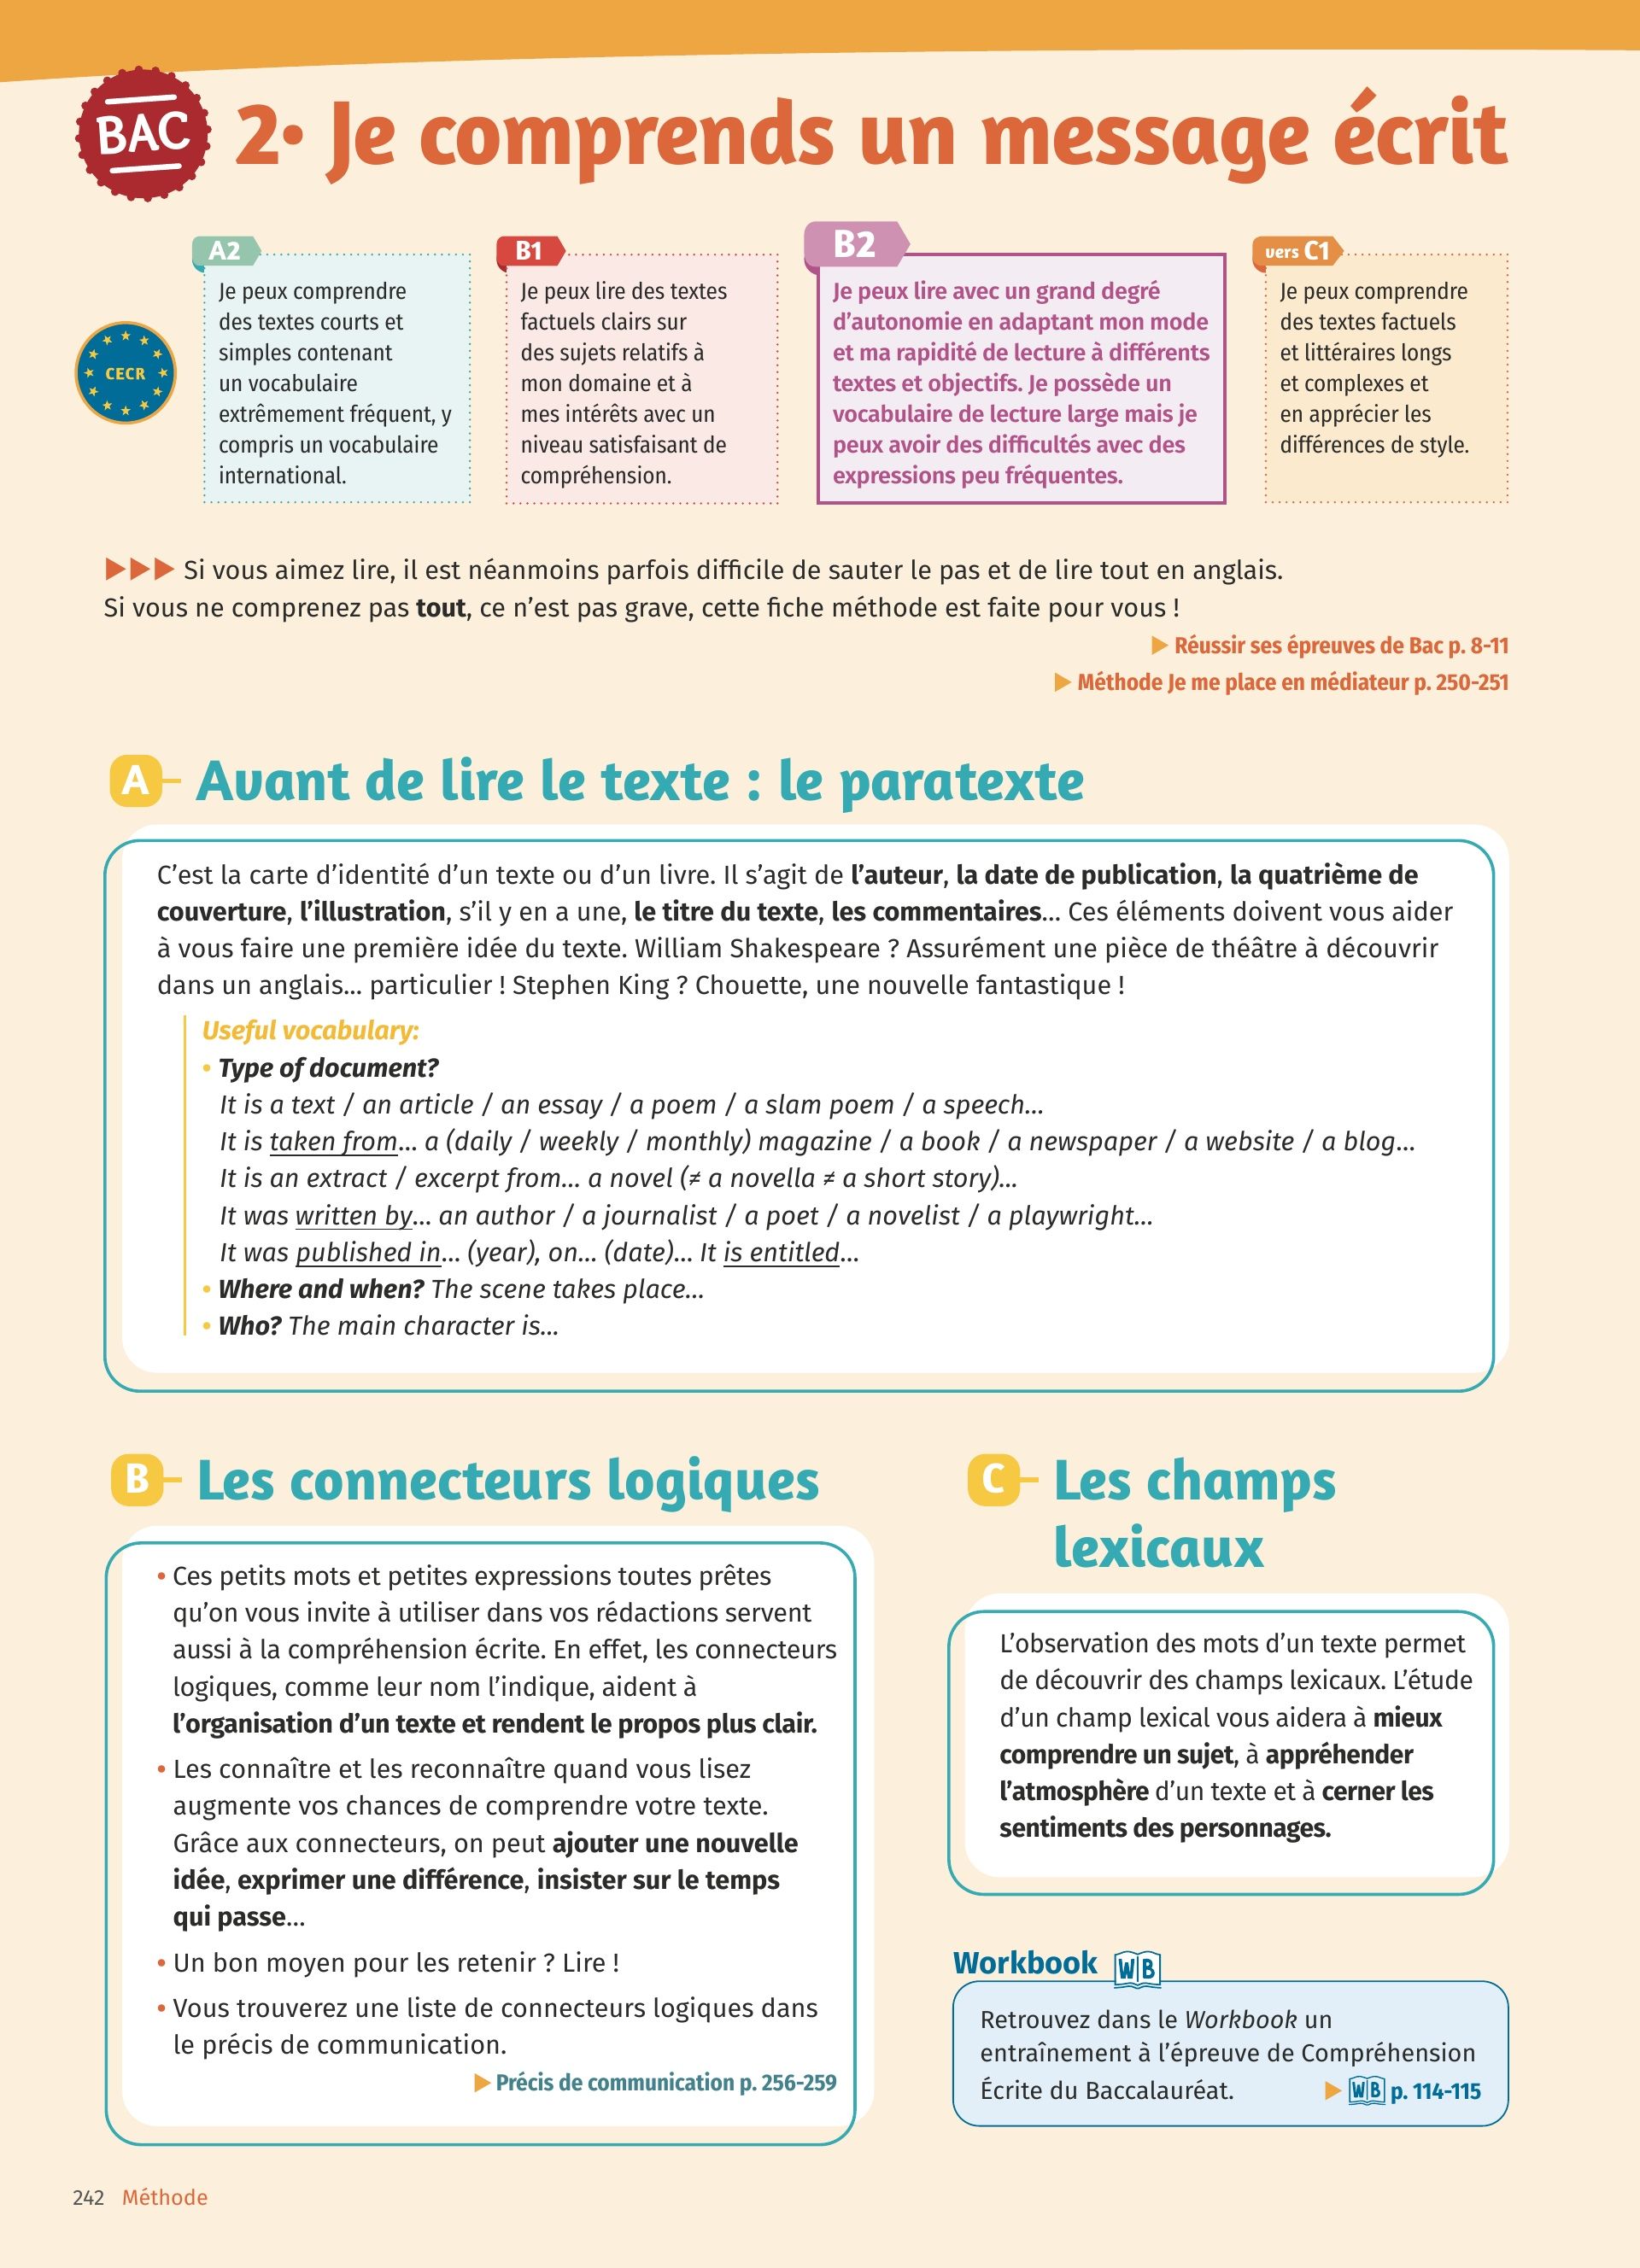 BAC
2• Je comprends un message écrit
CECR
A2
Je peux comprendre
des textes courts et
simples contenant
un vocabulaire
extrêmement fréquent, y
compris un vocabulaire
international.
B1
Je peux lire des textes
factuels clairs sur
des sujets relatifs à
mon domaine et à
mes intérêts avec un
niveau satisfaisant de
compréhension.
B2
Je peux lire avec un grand degré
d’autonomie en adaptant mon mode
et ma rapidité de lecture à différents
textes et objectifs. Je possède un
vocabulaire de lecture large mais je
peux avoir des difficultés avec des
expressions peu fréquentes.
vers C1
Je peux comprendre
des textes factuels
et littéraires longs
et complexes et
en apprécier les
différences de style.
▶▶▶ Si vous aimez lire, il est néanmoins parfois difficile de sauter le pas et de lire tout en anglais.
Si vous ne comprenez pas tout, ce n’est pas grave, cette fiche méthode est faite pour vous !
▶ Réussir ses épreuves de Bac p. 8-11
▶ Méthode Je me place en médiateur p. 250-251
A Avant de lire le texte : le paratexte
C’est la carte d’identité d’un texte ou d’un livre. Il s’agit de l’auteur, la date de publication, la quatrième de
couverture, l’illustration, s’il y en a une, le titre du texte, les commentaires… Ces éléments doivent vous aider
à vous faire une première idée du texte. William Shakespeare ? Assurément une pièce de théâtre à découvrir
dans un anglais… particulier ! Stephen King ? Chouette, une nouvelle fantastique !
Useful vocabulary:
• Type of document?
It is a text / an article / an essay / a poem / a slam poem / a speech…
It is taken from… a (daily / weekly / monthly) magazine / a book / a newspaper / a website / a blog…
It is an extract / excerpt from… a novel (≠ a novella ≠ a short story)…
It was written by… an author / a journalist / a poet / a novelist / a playwright…
It was published in… (year), on… (date)… It is entitled…
• Where and when? The scene takes place…
• Who? The main character is…
B Les connecteurs logiques
• Ces petits mots et petites expressions toutes prêtes
qu’on vous invite à utiliser dans vos rédactions servent
aussi à la compréhension écrite. En effet, les connecteurs
logiques, comme leur nom l’indique, aident à
l’organisation d’un texte et rendent le propos plus clair.
• Les connaître et les reconnaître quand vous lisez
augmente vos chances de comprendre votre texte.
Grâce aux connecteurs, on peut ajouter une nouvelle
idée, exprimer une différence, insister sur le temps
qui passe…
• Un bon moyen pour les retenir ? Lire !
• Vous trouverez une liste de connecteurs logiques dans
le précis de communication.
▶ Précis de communication p. 256-259
C Les champs
lexicaux
L’observation des mots d’un texte permet
de découvrir des champs lexicaux. L’étude
d’un champ lexical vous aidera à mieux
comprendre un sujet, à appréhender
l’atmosphère d’un texte et à cerner les
sentiments des personnages.
Workbook WB
Retrouvez dans le Workbook un
entraînement à l’épreuve de Compréhension
Écrite du Baccalauréat. ▶ WB p. 114-115
242 Méthode